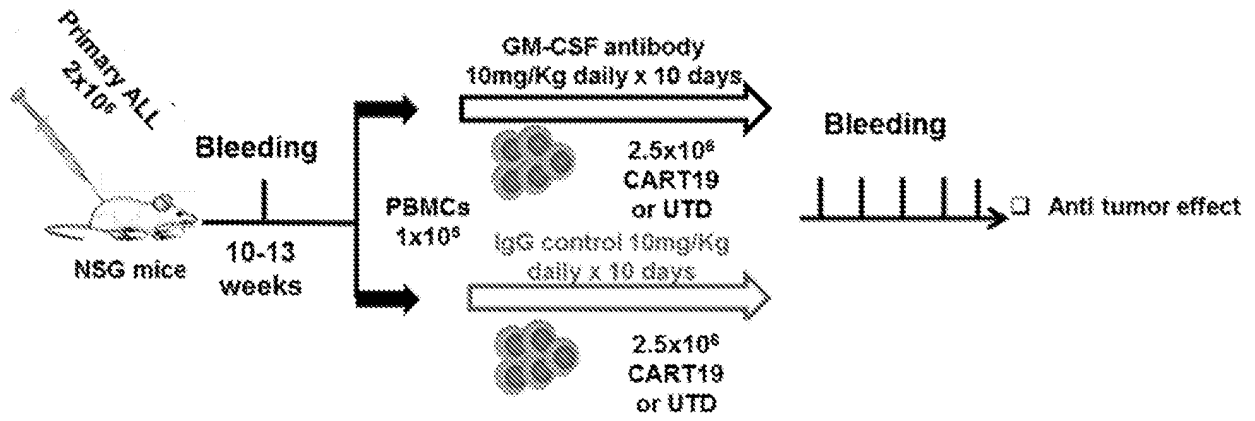 Primary ALL
2x10⁶
NSG mice
Bleeding
10-13
weeks
PBMCs
1x10⁵
GM-CSF antibody
10mg/Kg daily x 10 days
2.5x10⁶
CART19
or UTD
IgG control 10mg/Kg
daily x 10 days
2.5x10⁶
CART19
or UTD
Bleeding
Anti tumor effect